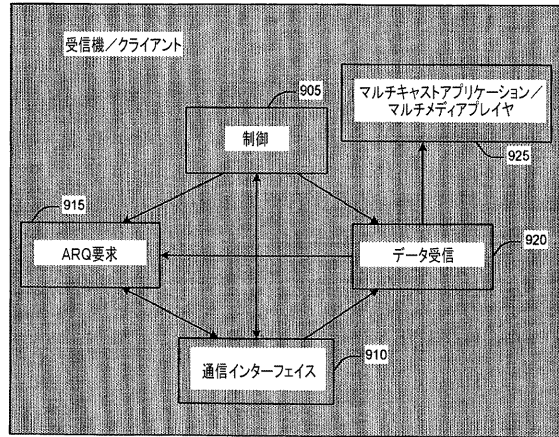 受信機／クライアント
905
制御
マルチキャストアプリケーション／
マルチメディアプレイヤ
925
915
ARQ要求
データ受信
920
通信インターフェイス
910